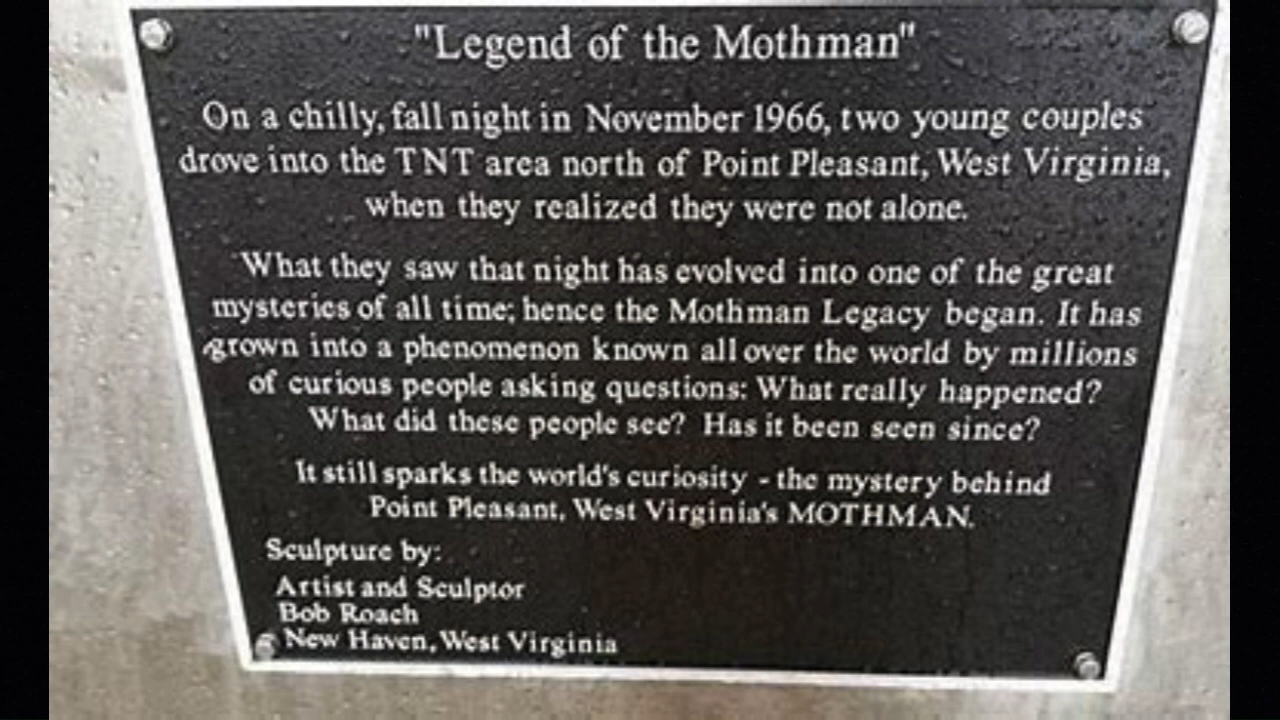 "Legend of the Mothman"
On a chilly, fall night in November 1966, two young couples
drove into the TNT area north of Point Pleasant, West Virginia,
when they realized they were not alone.
What they saw that night has evolved into one of the great
mysteries of all time; hence the Mothman Legacy began. It has
grown into a phenomenon known all over the world by millions
of curious people asking questions: What really happened?
What did these people see? Has it been seen since?
It still sparks the world's curiosity - the mystery behind
Point Pleasant, West Virginia's MOTHMAN.
Sculpture by:
Artist and Sculptor
Bob Roach
New Haven, West Virginia